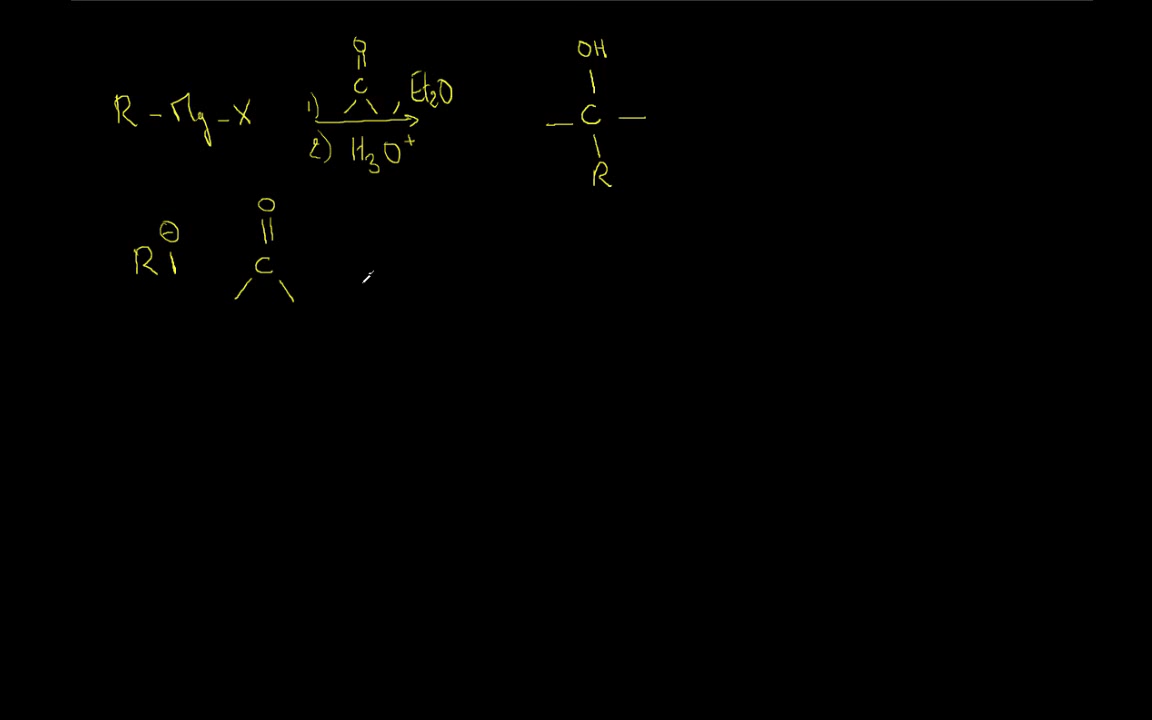 O
||
C
R - Mg - X 1) / \ , Et2O
2) H3O+
OH
|
— C —
|
R
O
||
R|⊖ C
/ \